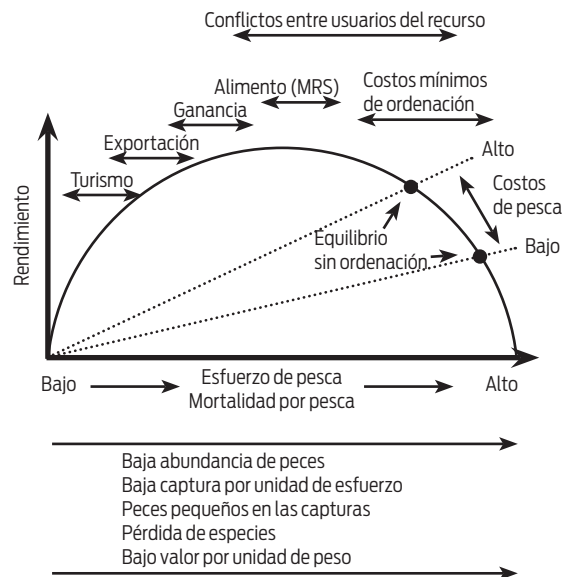 Conflictos entre usuarios del recurso
Alimento (MRS)
Costos mínimos
de ordenación
Ganancia
Exportación
Turismo
Alto
Costos
de pesca
Equilibrio
sin ordenación
Bajo
Rendimiento
Bajo
Esfuerzo de pesca
Mortalidad por pesca
Alto
Baja abundancia de peces
Baja captura por unidad de esfuerzo
Peces pequeños en las capturas
Pérdida de especies
Bajo valor por unidad de peso